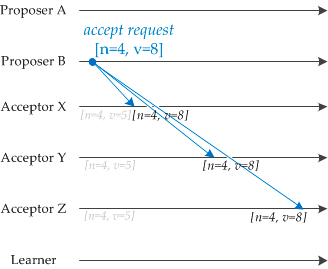 Proposer A
accept request
[n=4, v=8]
Proposer B
Acceptor X
[n=4, v=5] [n=4, v=8]
Acceptor Y
[n=4, v=5] [n=4, v=8]
Acceptor Z
[n=4, v=5] [n=4, v=8]
Learner